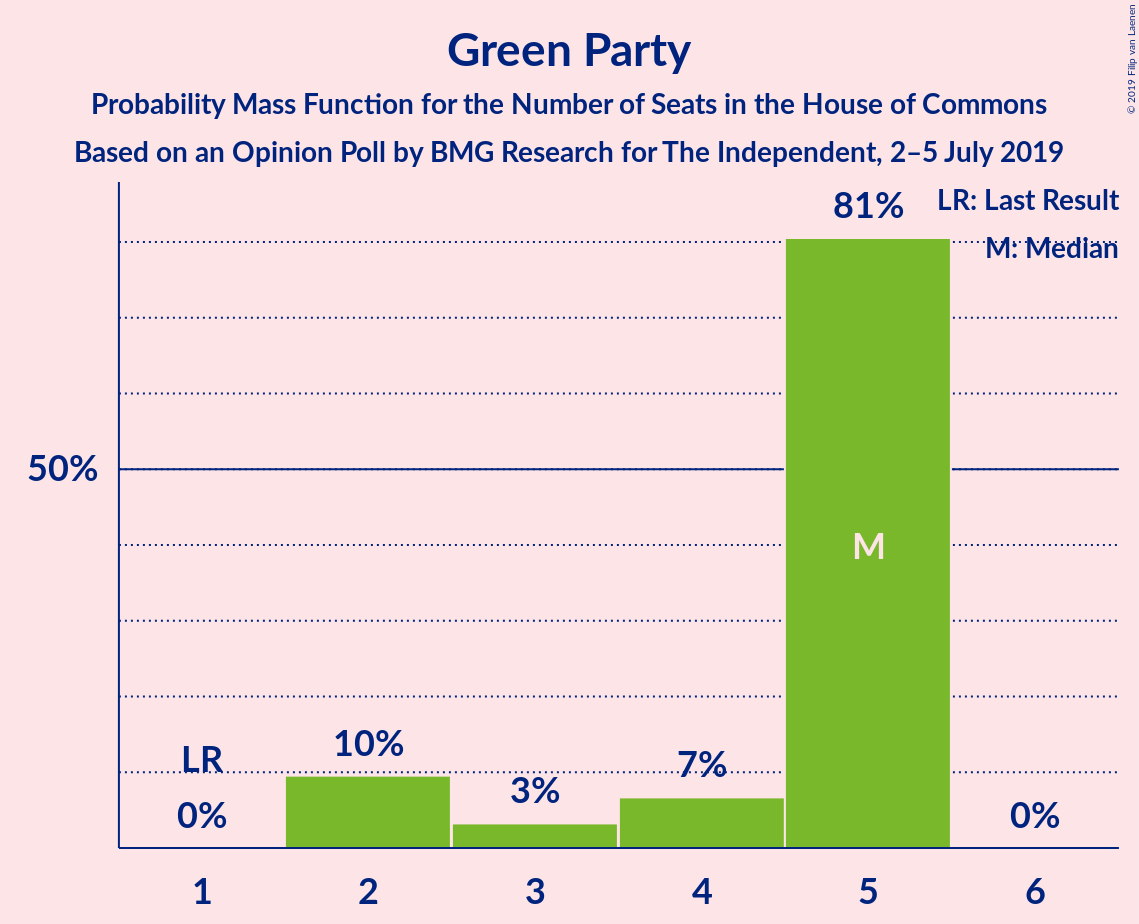 Green Party
Probability Mass Function for the Number of Seats in the House of Commons
Based on an Opinion Poll by BMG Research for The Independent, 2–5 July 2019
© 2019 Filip van Laenen
81%
LR: Last Result
M: Median
50%
M
LR
0%
10%
3%
7%
0%
1 2 3 4 5 6